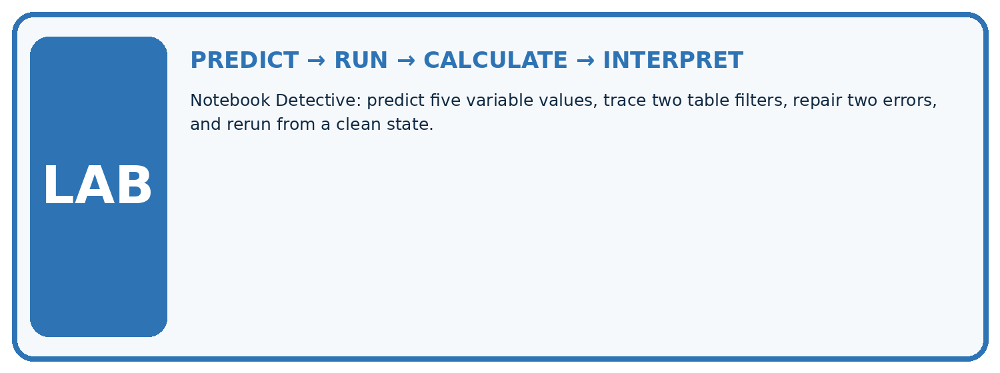 LAB
PREDICT → RUN → CALCULATE → INTERPRET
Notebook Detective: predict five variable values, trace two table filters, repair two errors,
and rerun from a clean state.